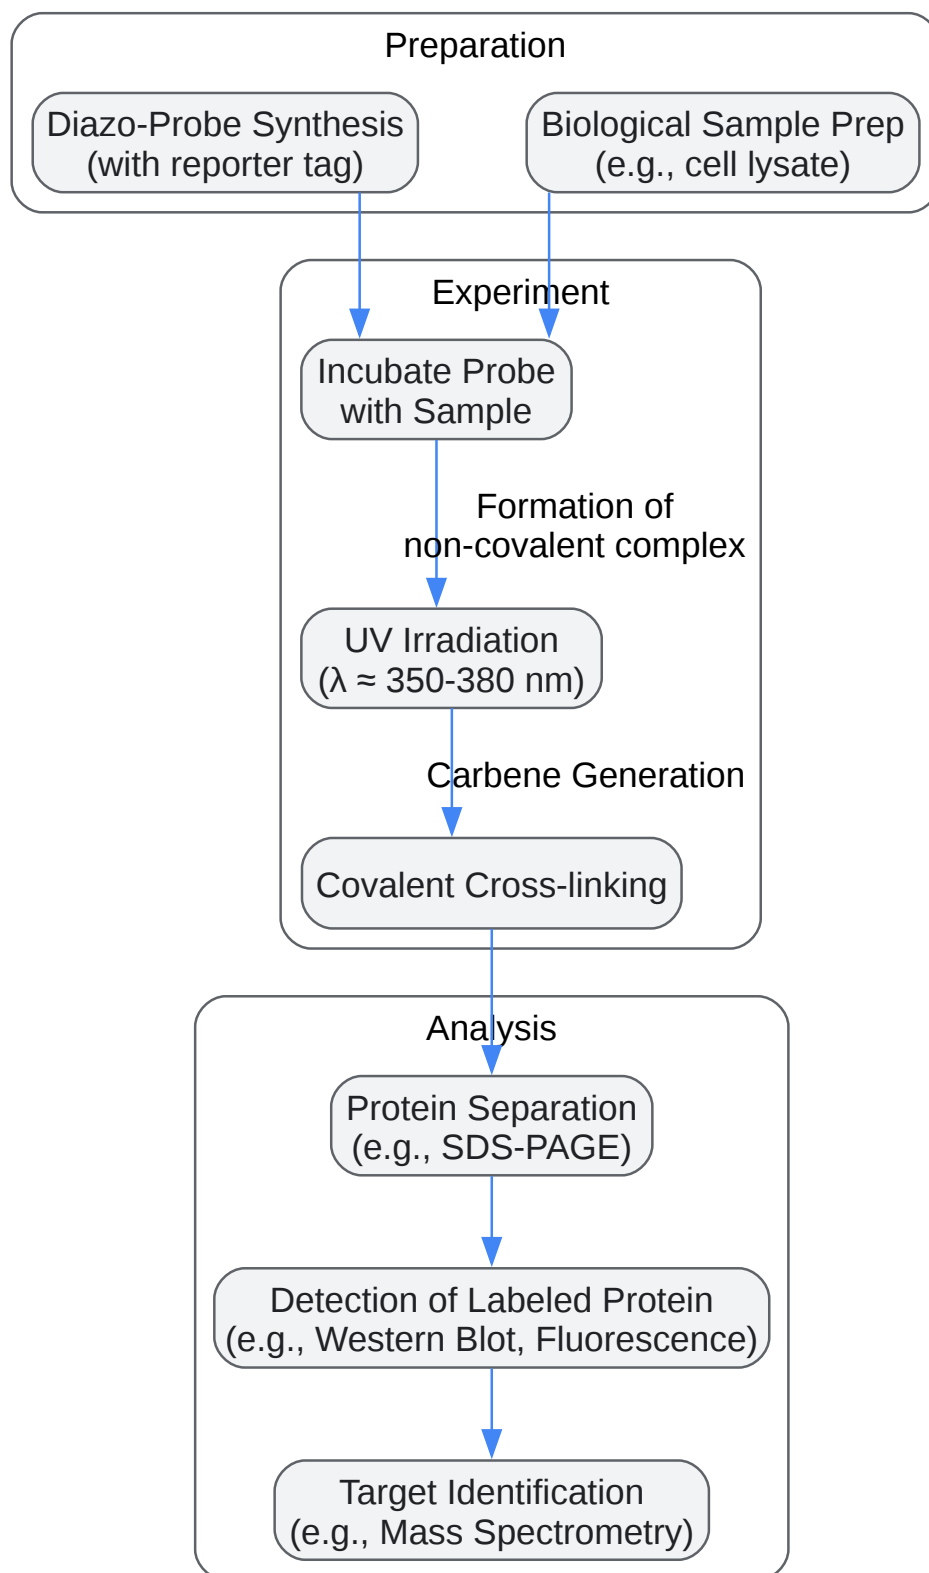 Preparation
Diazo-Probe Synthesis
(with reporter tag)
Biological Sample Prep
(e.g., cell lysate)
Experiment
Incubate Probe
with Sample
Formation of
non-covalent complex
UV Irradiation
(λ ≈ 350-380 nm)
Carbene Generation
Covalent Cross-linking
Analysis
Protein Separation
(e.g., SDS-PAGE)
Detection of Labeled Protein
(e.g., Western Blot, Fluorescence)
Target Identification
(e.g., Mass Spectrometry)